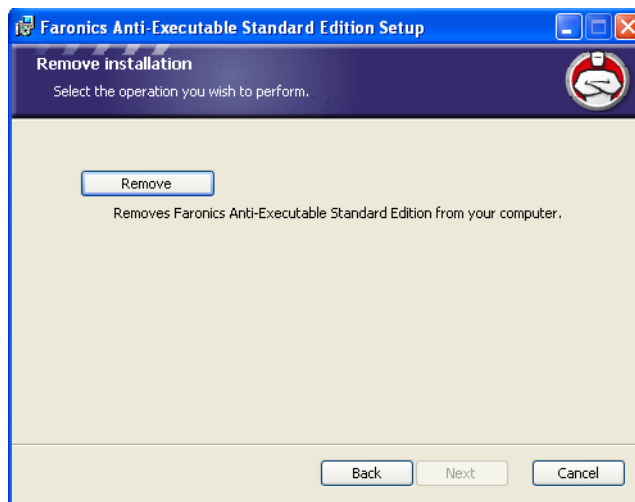 Faronics Anti-Executable Standard Edition Setup
Remove installation
Select the operation you wish to perform.
Remove
Removes Faronics Anti-Executable Standard Edition from your computer.
Back Next Cancel